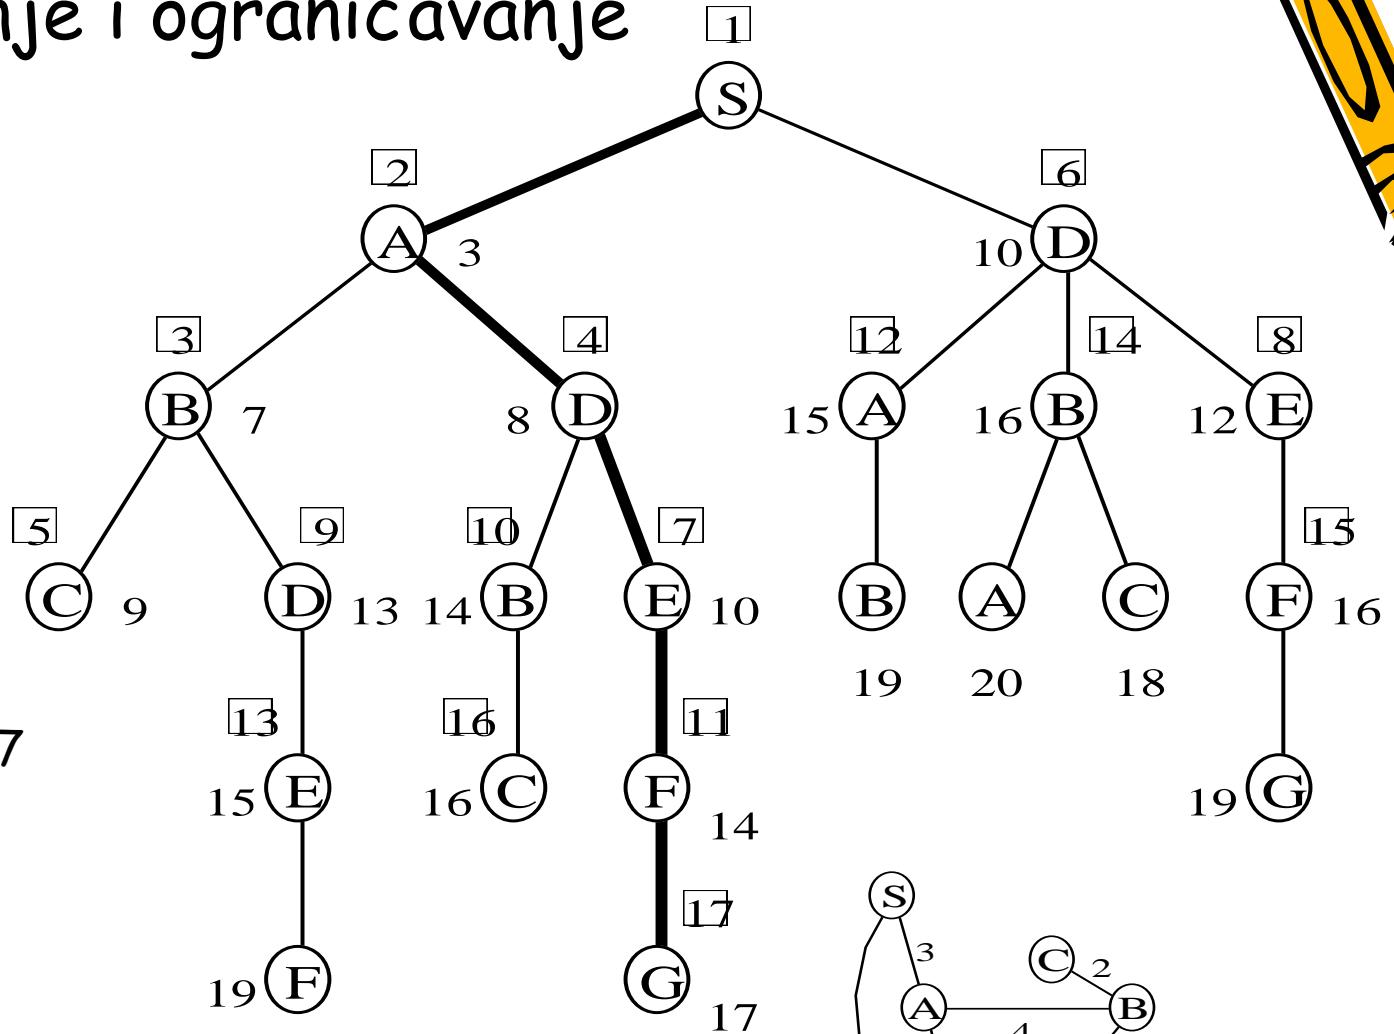 nje i ograničavanje
1
S
2
6
A 3
10 D
3
4
12
14
8
B 7
8 D
15 A
16 B
12 E
5
9
10
7
15
C 9
D 13
14 B
E 10
B
A
C
F 16
19
20
18
13
16
11
15 E
16 C
F 14
19 G
7
17
S
3
C 2
19 F
G 17
A
B
4